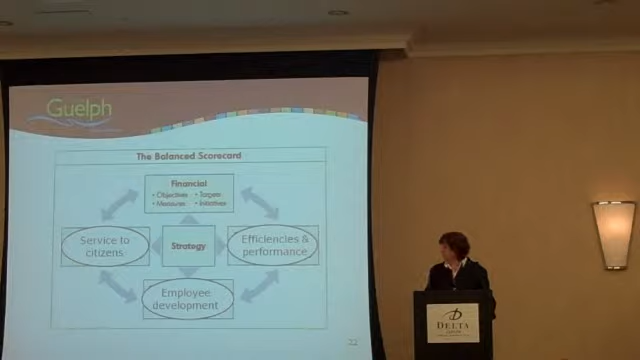 Guelph
The Balanced Scorecard
Financial
• Objectives • Targets
• Measures • Initiatives
Service to
citizens
Strategy
Efficiencies &
performance
Employee
development
22
DELTA